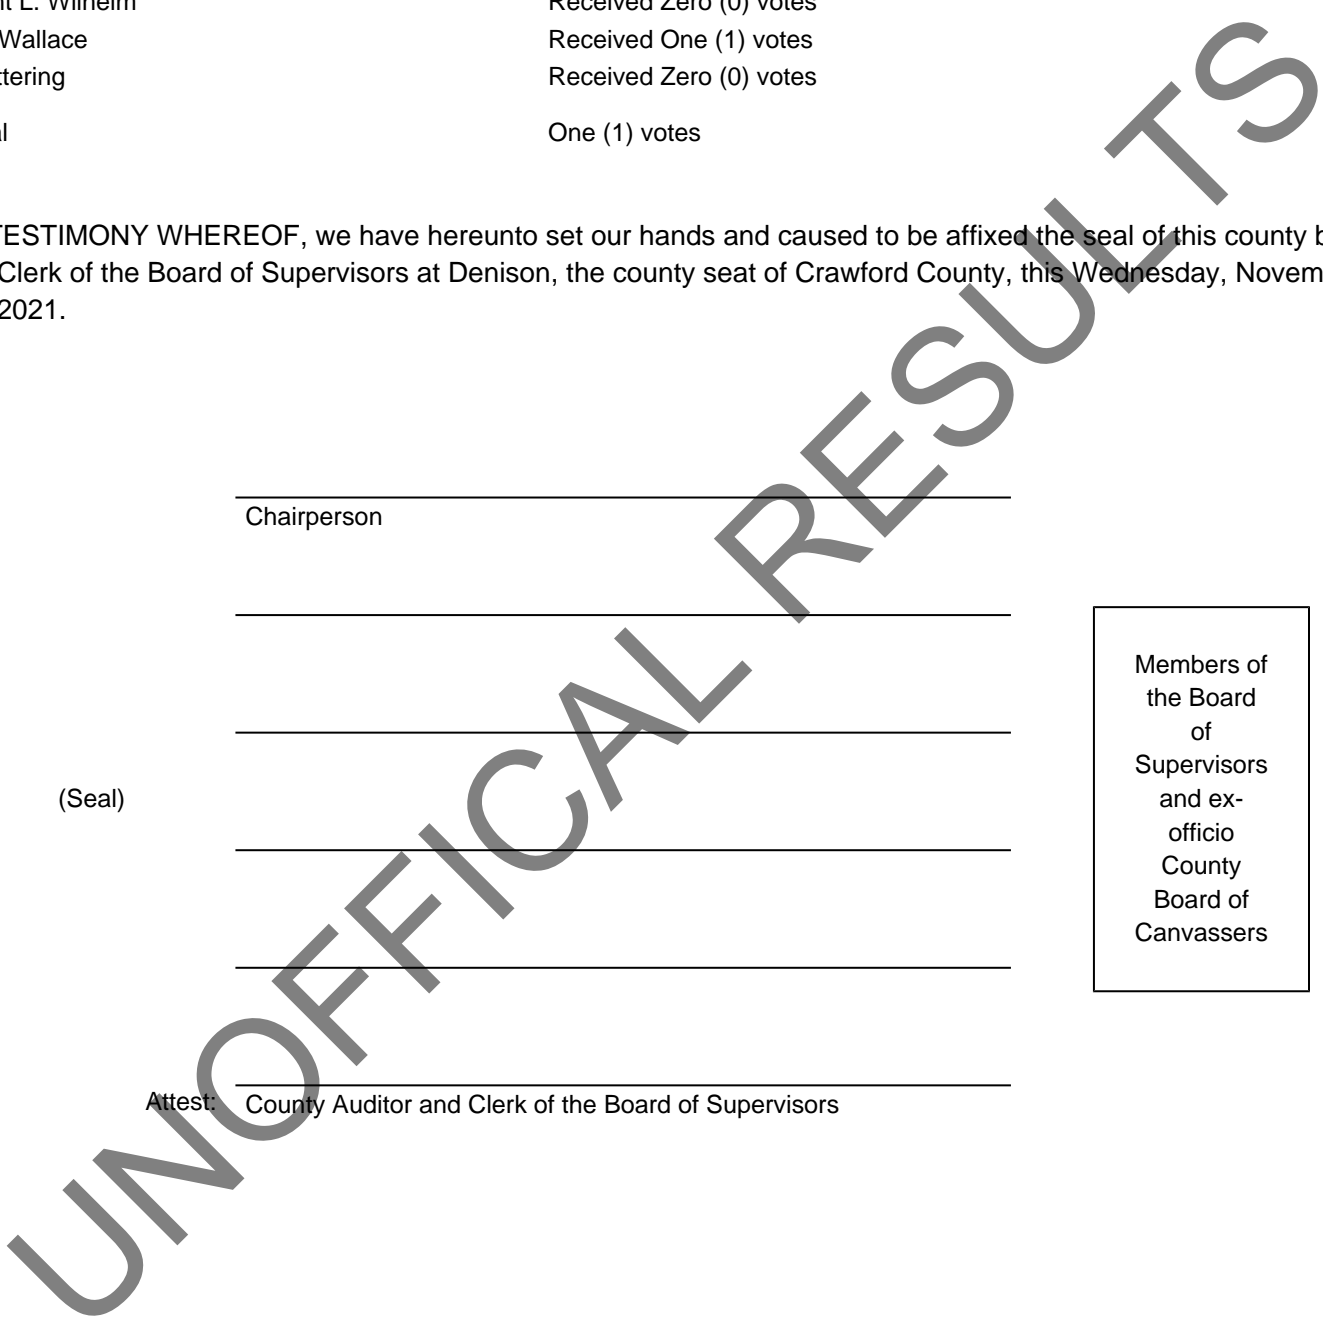 L. Wilhelm Received Zero (0) votes
Wallace Received One (1) votes
ttering Received Zero (0) votes
al One (1) votes
TESTIMONY WHEREOF, we have hereunto set our hands and caused to be affixed the seal of this county b
Clerk of the Board of Supervisors at Denison, the county seat of Crawford County, this Wednesday, Novem
2021.
Chairperson
Members of
the Board
of
Supervisors
and ex-
officio
County
Board of
Canvassers
(Seal)
Attest: County Auditor and Clerk of the Board of Supervisors
UNOFFICAL RESULTS